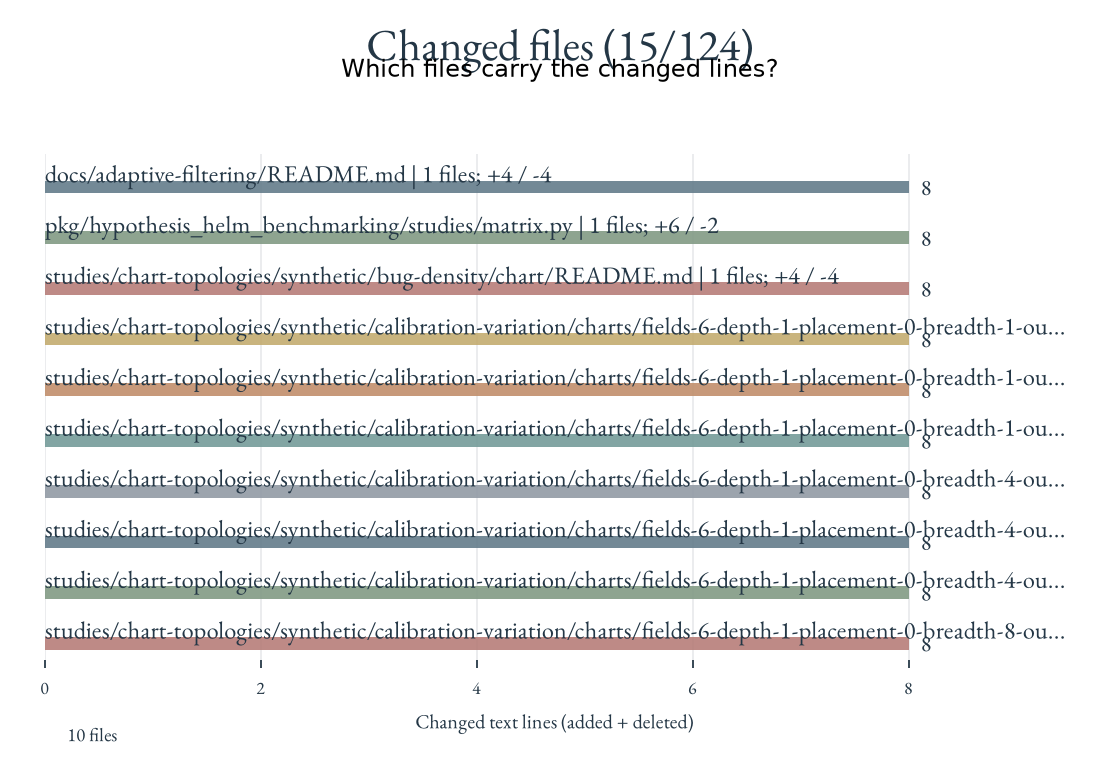 Changed files (15/124)
Which files carry the changed lines?
docs/adaptive-filtering/README.md | 1 files; +4 / -4
8
pkg/hypothesis_helm_benchmarking/studies/matrix.py | 1 files; +6 / -2
8
studies/chart-topologies/synthetic/bug-density/chart/README.md | 1 files; +4 / -4
8
studies/chart-topologies/synthetic/calibration-variation/charts/fields-6-depth-1-placement-0-breadth-1-ou...
8
studies/chart-topologies/synthetic/calibration-variation/charts/fields-6-depth-1-placement-0-breadth-1-ou...
8
studies/chart-topologies/synthetic/calibration-variation/charts/fields-6-depth-1-placement-0-breadth-1-ou...
8
studies/chart-topologies/synthetic/calibration-variation/charts/fields-6-depth-1-placement-0-breadth-4-ou...
8
studies/chart-topologies/synthetic/calibration-variation/charts/fields-6-depth-1-placement-0-breadth-4-ou...
8
studies/chart-topologies/synthetic/calibration-variation/charts/fields-6-depth-1-placement-0-breadth-4-ou...
8
studies/chart-topologies/synthetic/calibration-variation/charts/fields-6-depth-1-placement-0-breadth-8-ou...
8
0 2 4 6 8
Changed text lines (added + deleted)
10 files